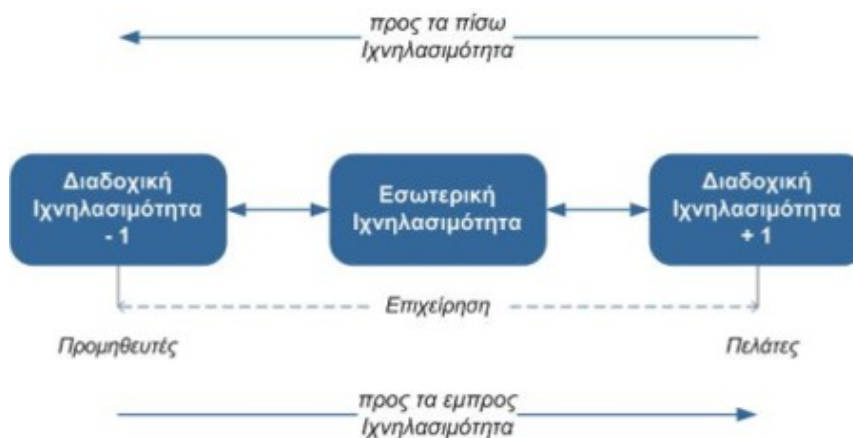 προς τα πίσω
Ιχνηλασιμότητα
Διαδοχική
Ιχνηλασιμότητα
- 1
Εσωτερική
Ιχνηλασιμότητα
Διαδοχική
Ιχνηλασιμότητα
+ 1
Επιχείρηση
Προμηθευτές
Πελάτες
προς τα εμπρος
Ιχνηλασιμότητα